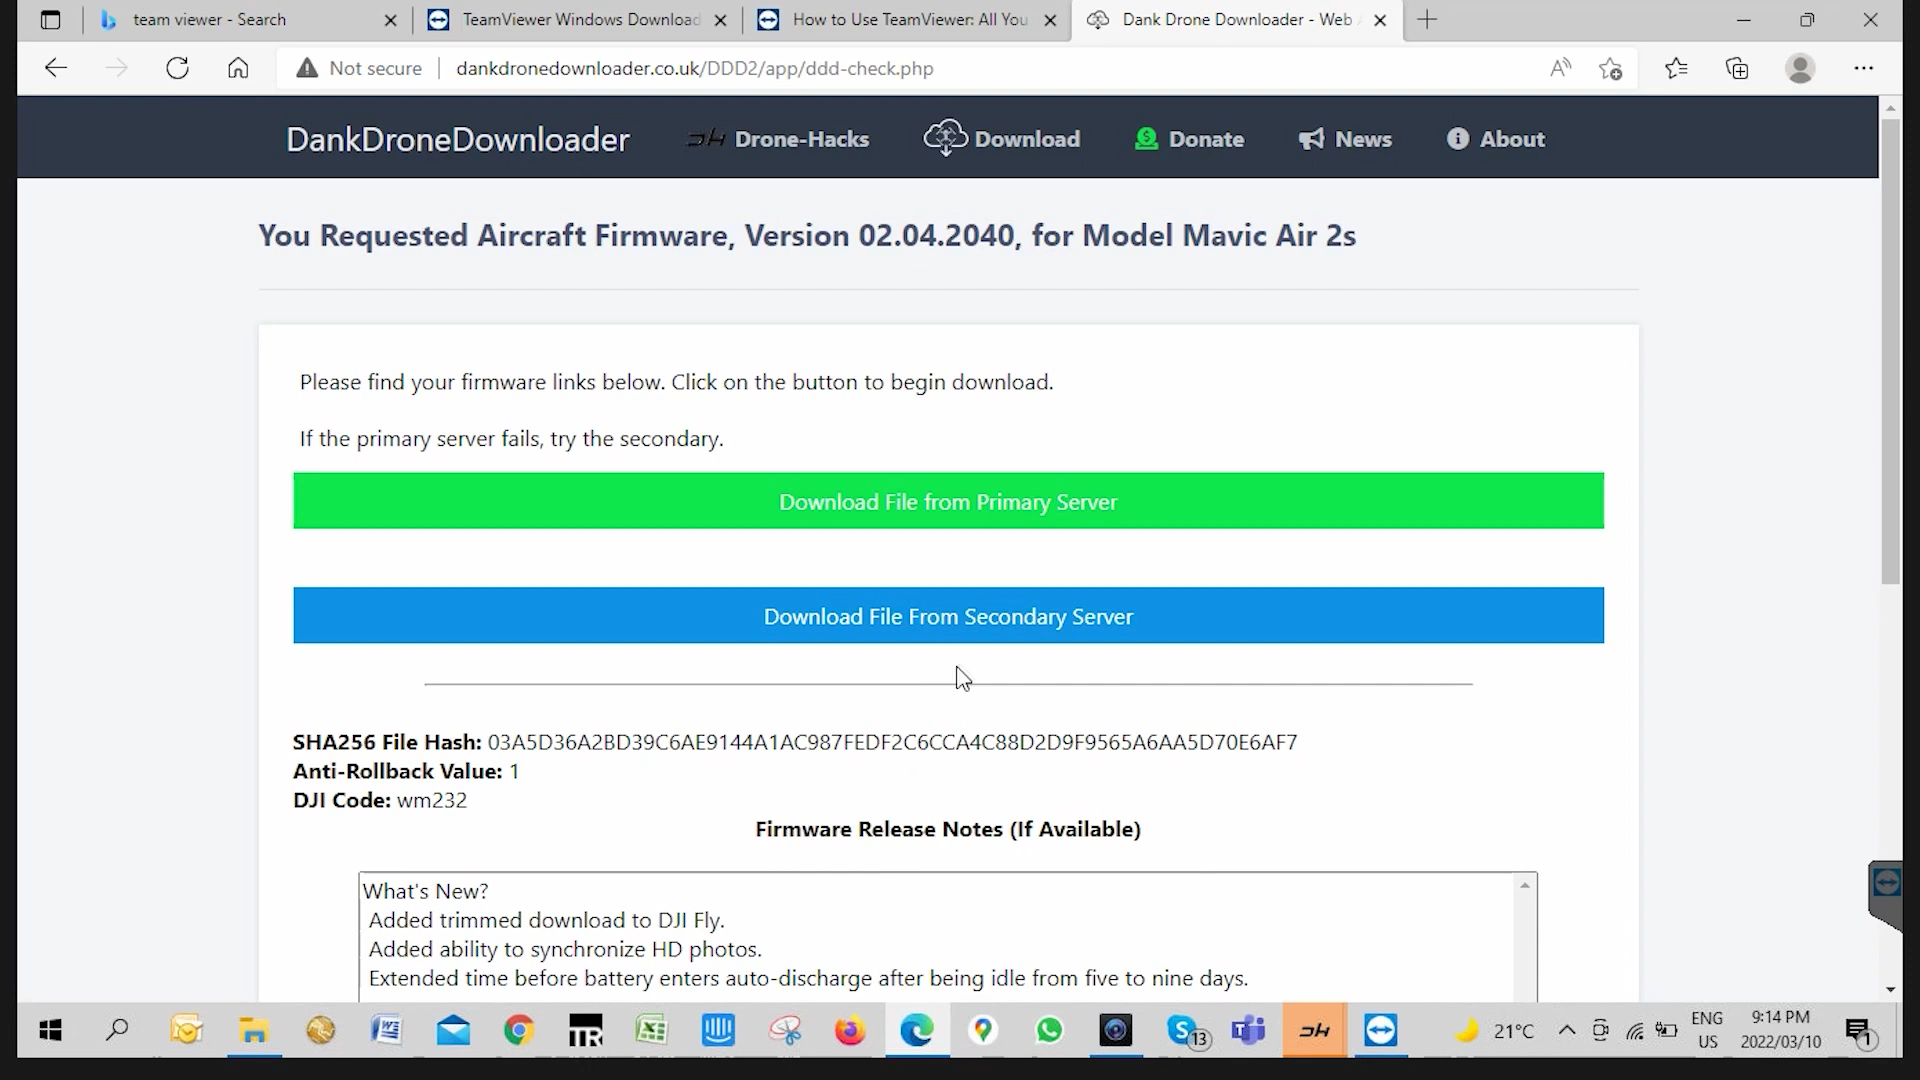 team view­er - Search
TeamViewer Windows Download
How to Use TeamViewer: All You
Dank Drone Downloader - Web
Not secure
dankdronedownloader.co.uk/DDD2/app/ddd-check.php
DankDroneDownloader
Drone-Hacks
Download
Donate
News
About
You Requested Aircraft Firmware, Version 02.04.2040, for Model Mavic Air 2s
Please find your firmware links below. Click on the button to begin download.
If the primary server fails, try the secondary.
Download File from Primary Server
Download File From Secondary Server
SHA256 File Hash: 03A5D36A2BD39C6AE9144A1AC987FEDF2C6CCA4C88D2D9F9565A6AA5D70E6AF7
Anti-Rollback Value: 1
DJI Code: wm232
Firmware Release Notes (If Available)
What's New?
Added trimmed download to DJI Fly.
Added ability to synchronize HD photos.
Extended time before battery enters auto-discharge after being idle from five to nine days.
TR
13
21°C
ENG
US
9:14 PM
2022/03/10
1